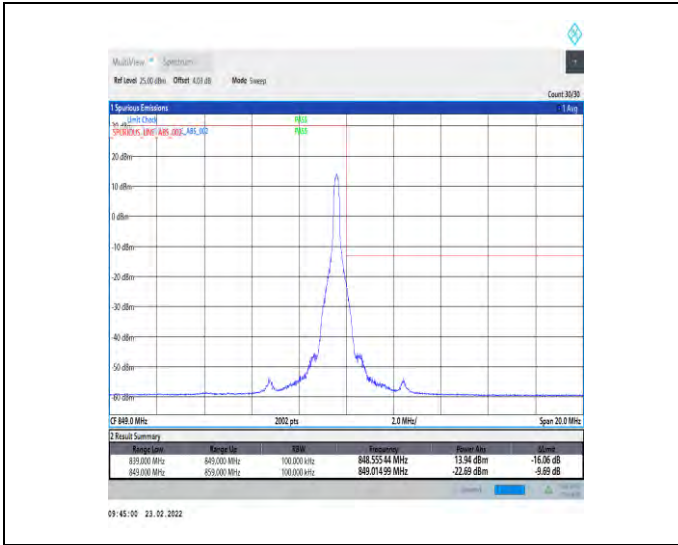 MultiView Spectrum
Ref Level 25.00 dBm Offset 4.03 dB Mode Sweep
Count 30/30
1 Spurious Emissions 1 Avg
Limit Check PASS
PASS
20 dBm
10 dBm
0 dBm
-10 dBm
-20 dBm
-30 dBm
-40 dBm
-50 dBm
-60 dBm
CF 849.0 MHz 2002 pts 2.0 MHz/ Span 20.0 MHz
2 Result Summary
Range Low Range Up RBW Frequency Power Abs ΔLimit
839.000 MHz 849.000 MHz 100.000 kHz 848.555 44 MHz 13.94 dBm -16.06 dB
849.000 MHz 859.000 MHz 100.000 kHz 849.014 99 MHz -22.69 dBm -9.69 dB
09:45:00 23.02.2022